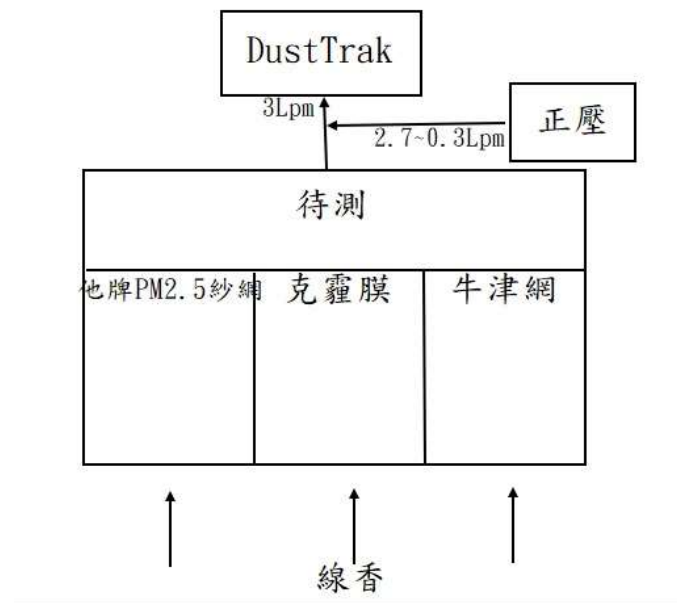 DustTrak
3Lpm
正壓
2.7~0.3Lpm
待測
他牌PM2.5紗網
克霾膜
牛津網
線香